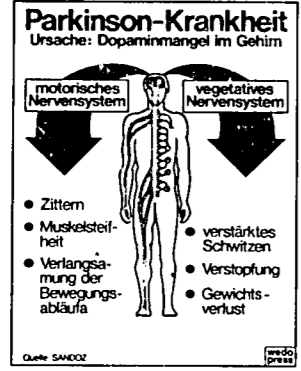 Parkinson-Krankheit
Ursache: Dopaminmangel im Gehirn
motorisches
Nervensystem
vegetatives
Nervensystem
● Zittern
● Muskelsteif-
heit
● Verlangsa-
mung der
Bewegungs-
abläufa
● verstärktes
Schwitzen
● Verstopfung
● Gewichts-
verlust
Quelle SANDOZ
wedo
press